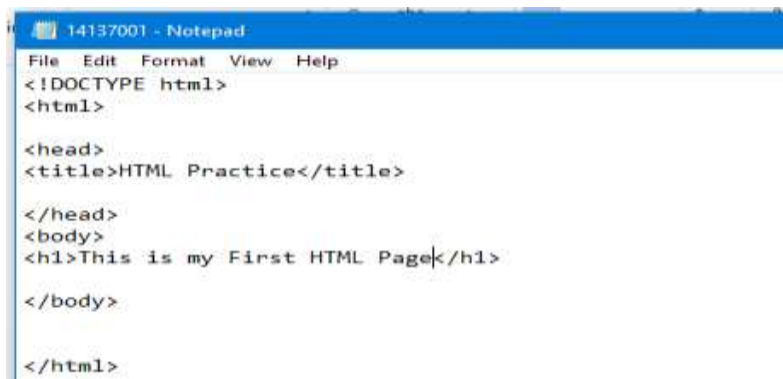 14137001 - Notepad
File Edit Format View Help
<!DOCTYPE html>
<html>
<head>
<title>HTML Practice</title>
</head>
<body>
<h1>This is my First HTML Page</h1>
</body>
</html>